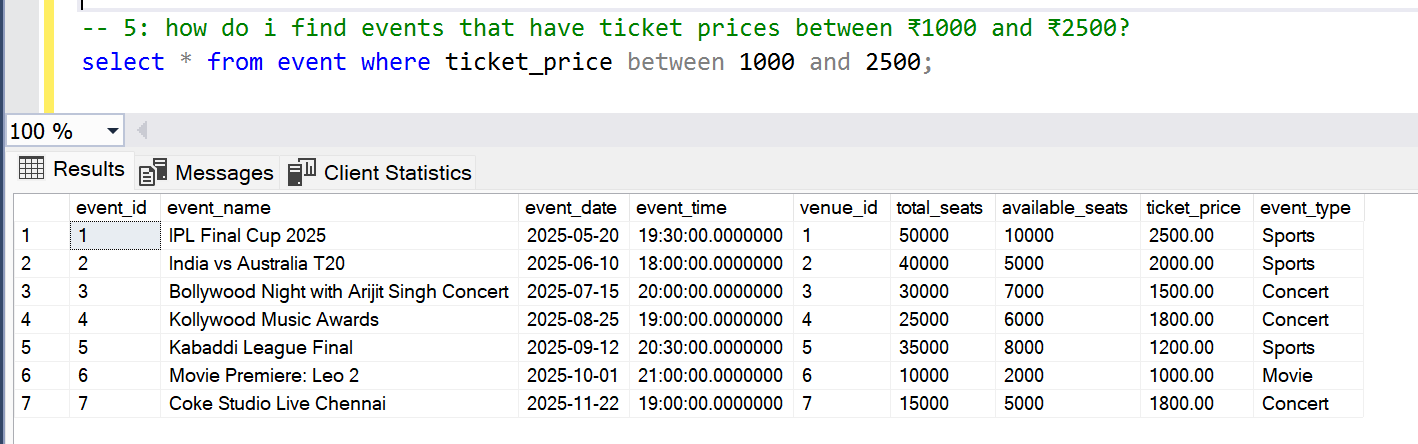 -- 5: how do i find events that have ticket prices between ₹1000 and ₹2500?
select * from event where ticket_price between 1000 and 2500;
100 %
Results Messages Client Statistics
event_id event_name event_date event_time venue_id total_seats available_seats ticket_price event_type
1 1 IPL Final Cup 2025 2025-05-20 19:30:00.0000000 1 50000 10000 2500.00 Sports
2 2 India vs Australia T20 2025-06-10 18:00:00.0000000 2 40000 5000 2000.00 Sports
3 3 Bollywood Night with Arijit Singh Concert 2025-07-15 20:00:00.0000000 3 30000 7000 1500.00 Concert
4 4 Kollywood Music Awards 2025-08-25 19:00:00.0000000 4 25000 6000 1800.00 Concert
5 5 Kabaddi League Final 2025-09-12 20:30:00.0000000 5 35000 8000 1200.00 Sports
6 6 Movie Premiere: Leo 2 2025-10-01 21:00:00.0000000 6 10000 2000 1000.00 Movie
7 7 Coke Studio Live Chennai 2025-11-22 19:00:00.0000000 7 15000 5000 1800.00 Concert